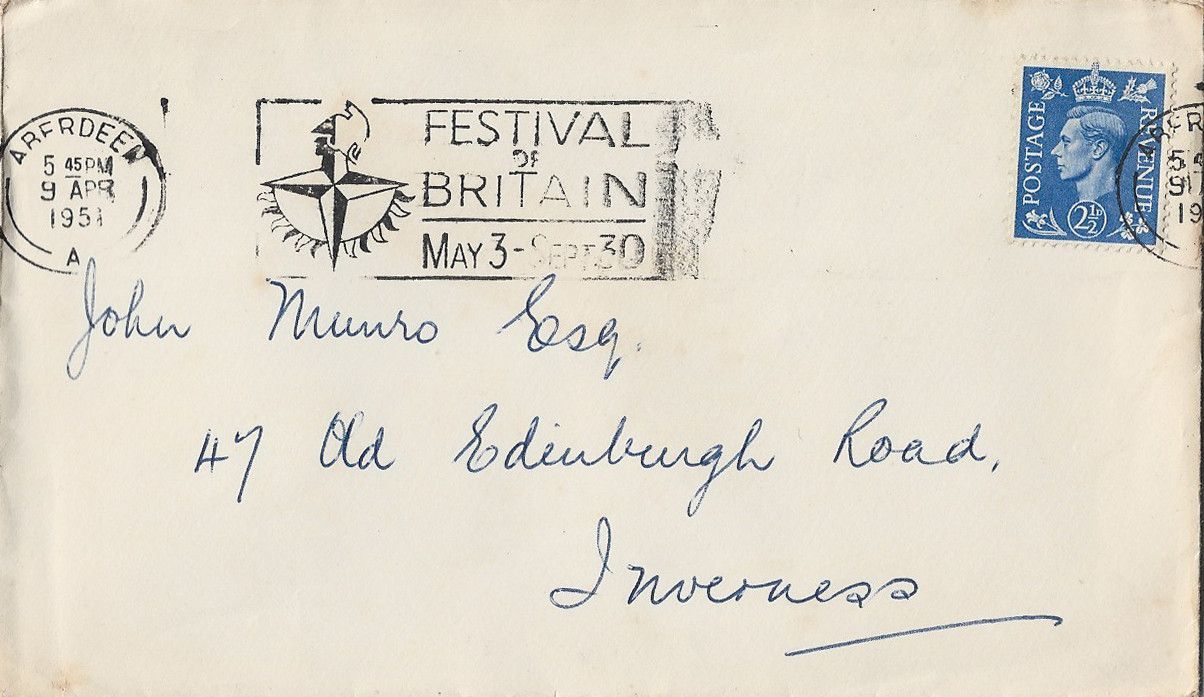 ABERDEEN
5 45 PM
9 APR
1951
A
FESTIVAL
OF
BRITAIN
MAY 3 - SEPT 30
POSTAGE
REVENUE
2½D
John Munro Esq.
47 Old Edinburgh Road,
Inverness